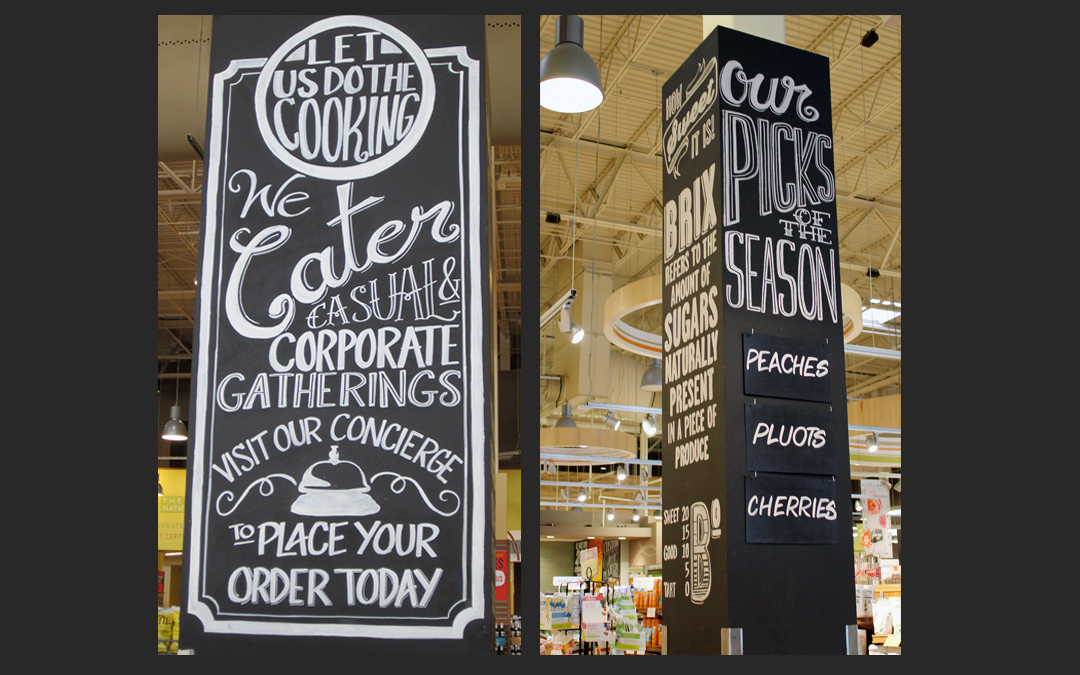 LET
US DO THE
COOKING
We
Cater
CASUAL &
CORPORATE
GATHERINGS
VISIT OUR CONCIERGE
TO PLACE YOUR
ORDER TODAY
HOW
Sweet
IT IS!
BRIX
REFERS TO THE
AMOUNT OF
SUGARS
NATURALLY
PRESENT
IN A PIECE OF
PRODUCE
SWEET 20
15
GOOD 10
5
TART 0
B°
our
PICKS
OF
THE
SEASON
PEACHES
PLUOTS
CHERRIES
THE
NATU